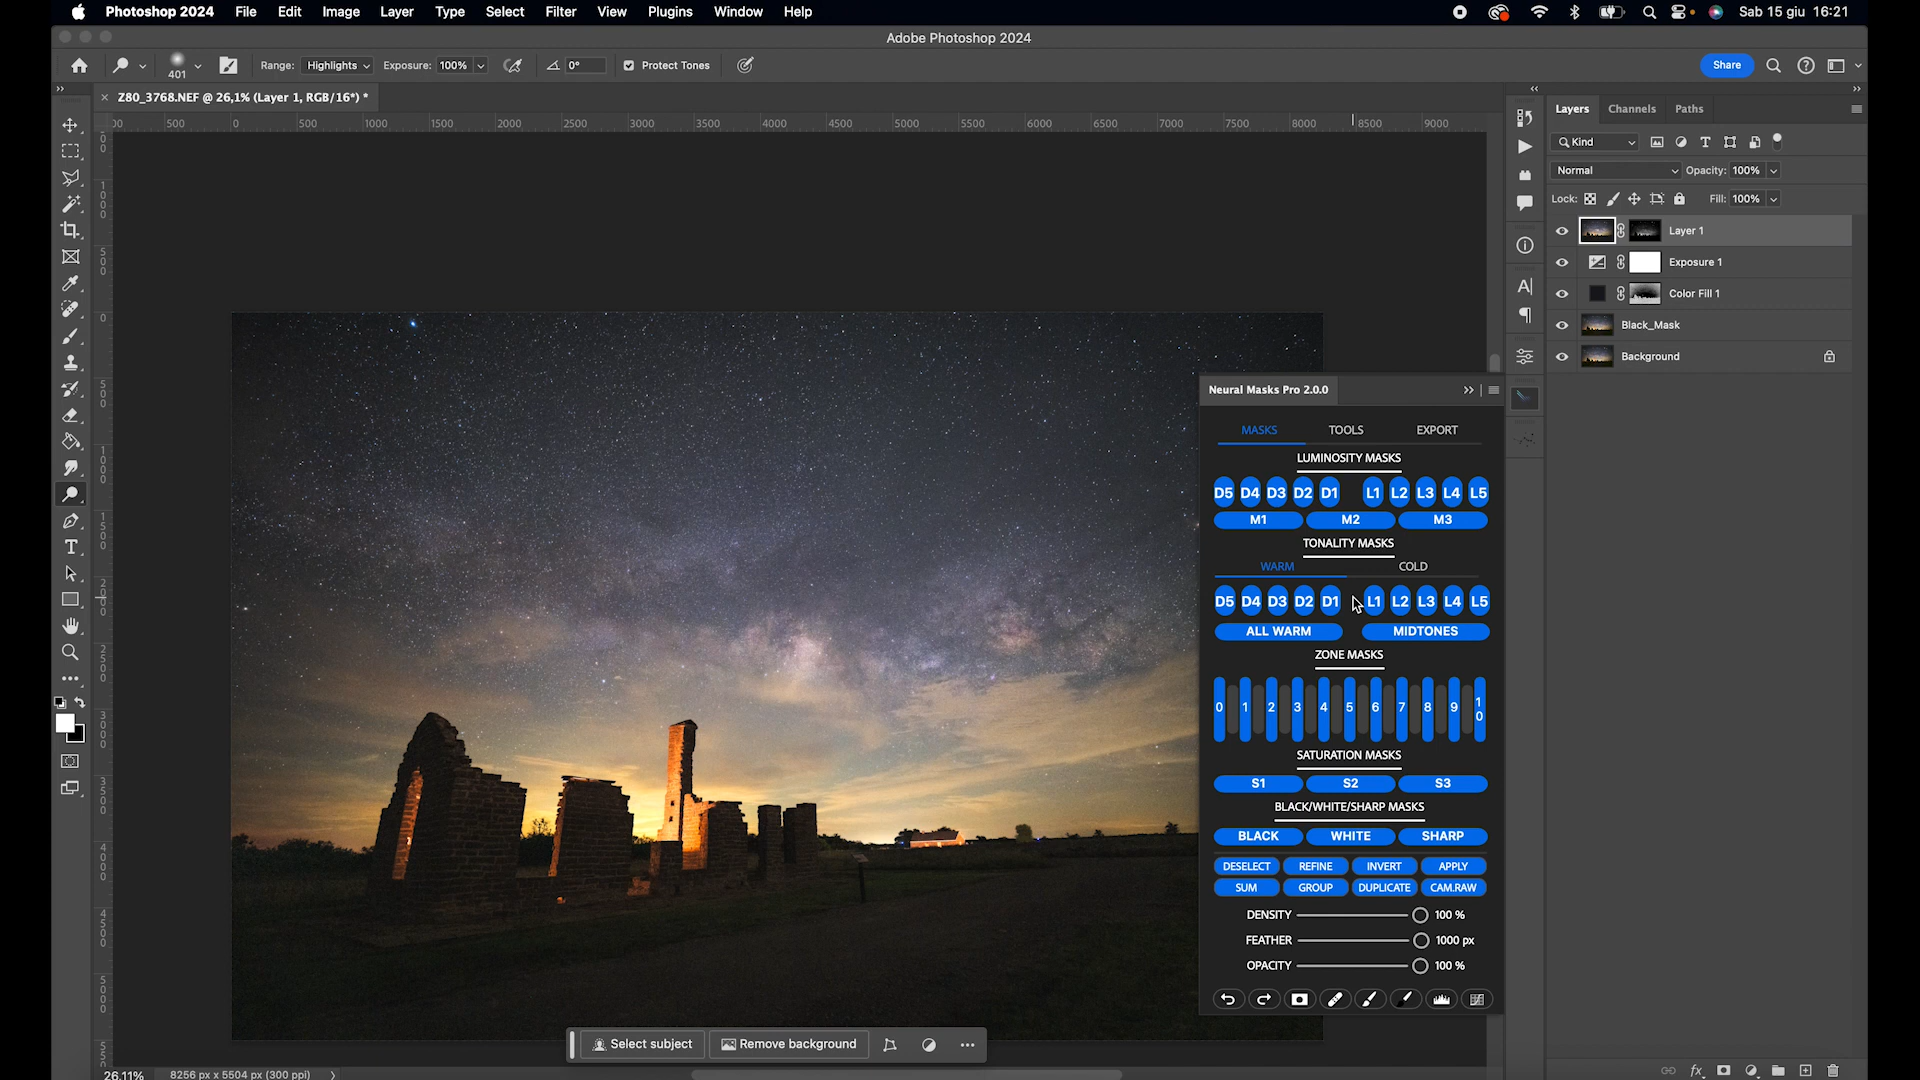 Photoshop 2024 File Edit Image Layer Type Select Filter View Plugins Window Help Sab 15 giu 16:21
Adobe Photoshop 2024
401 Range: Highlights Exposure: 100% 0° Protect Tones Share
Z80_3768.NEF @ 26,1% (Layer 1, RGB/16*) *
500 0 500 1000 1500 2000 2500 3000 3500 4000 4500 5000 5500 6000 6500 7000 7500 8000 8500 9000
Layers Channels Paths
Kind
Normal Opacity: 100%
Lock: Fill: 100%
Layer 1
Exposure 1
Color Fill 1
Black_Mask
Background
Neural Masks Pro 2.0.0
MASKS TOOLS EXPORT
LUMINOSITY MASKS
D5 D4 D3 D2 D1 L1 L2 L3 L4 L5
M1 M2 M3
TONALITY MASKS
WARM COLD
D5 D4 D3 D2 D1 L1 L2 L3 L4 L5
ALL WARM MIDTONES
ZONE MASKS
0 1 2 3 4 5 6 7 8 9 10
SATURATION MASKS
S1 S2 S3
BLACK/WHITE/SHARP MASKS
BLACK WHITE SHARP
DESELECT REFINE INVERT APPLY
SUM GROUP DUPLICATE CAM.RAW
DENSITY 100 %
FEATHER 1000 px
OPACITY 100 %
Select subject Remove background
26,11% 8256 px x 5504 px (300 ppi)